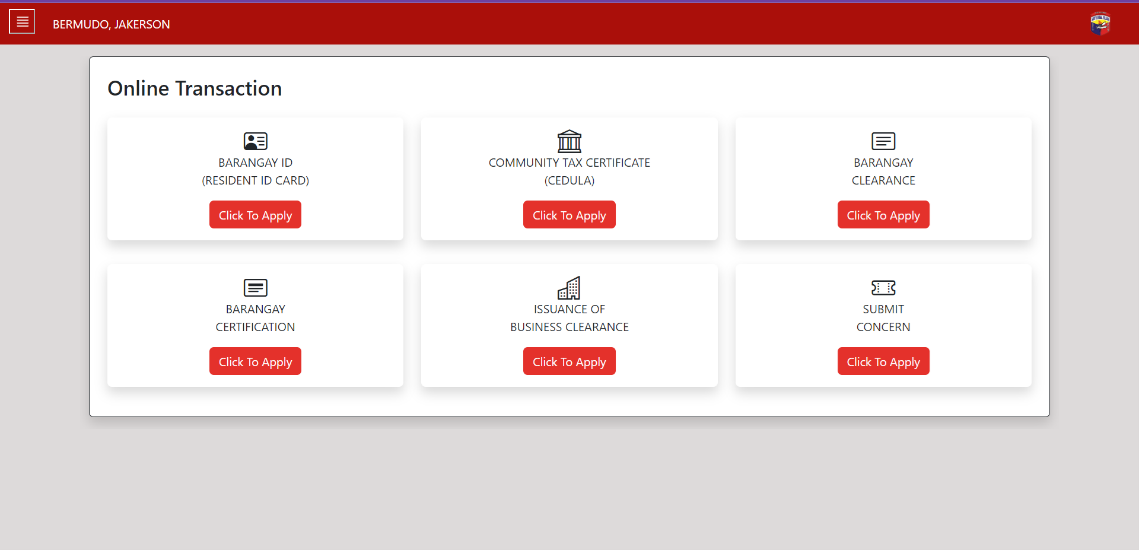 BERMUDO, JAKERSON
Online Transaction
BARANGAY ID
(RESIDENT ID CARD)
Click To Apply
COMMUNITY TAX CERTIFICATE
(CEDULA)
Click To Apply
BARANGAY
CLEARANCE
Click To Apply
BARANGAY
CERTIFICATION
Click To Apply
ISSUANCE OF
BUSINESS CLEARANCE
Click To Apply
SUBMIT
CONCERN
Click To Apply